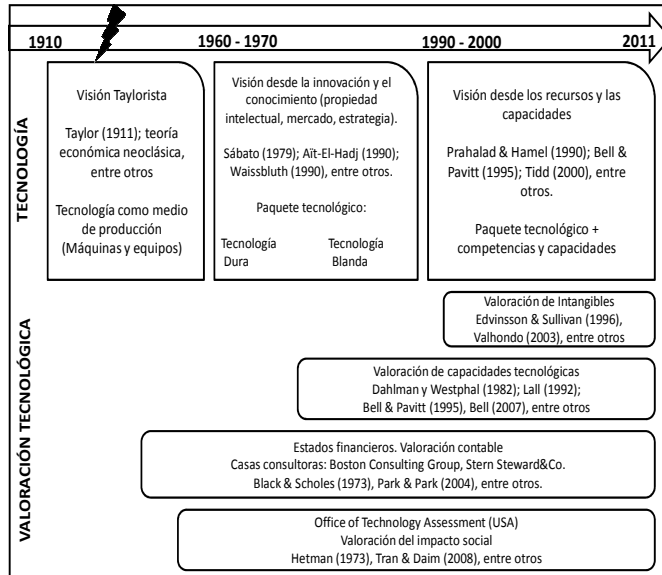 1910 1960 - 1970 1990 - 2000 2011
TECNOLOGÍA
Visión Taylorista
Taylor (1911); teoría
económica neoclásica,
entre otros
Tecnología como medio
de producción
(Máquinas y equipos)
Visión desde la innovación y el
conocimiento (propiedad
intelectual, mercado, estrategia).
Sábato (1979); Aït-El-Hadj (1990);
Waissbluth (1990), entre otros.
Paquete tecnológico:
Tecnología Tecnología
Dura Blanda
Visión desde los recursos y las
capacidades
Prahalad & Hamel (1990); Bell &
Pavitt (1995); Tidd (2000), entre
otros.
Paquete tecnológico +
competencias y capacidades
VALORACIÓN TECNOLÓGICA
Valoración de Intangibles
Edvinsson & Sullivan (1996),
Valhondo (2003), entre otros
Valoración de capacidades tecnológicas
Dahlman y Westphal (1982); Lall (1992);
Bell & Pavitt (1995), Bell (2007), entre otros
Estados financieros. Valoración contable
Casas consultoras: Boston Consulting Group, Stern Steward&Co.
Black & Scholes (1973), Park & Park (2004), entre otros.
Office of Technology Assessment (USA)
Valoración del impacto social
Hetman (1973), Tran & Daim (2008), entre otros